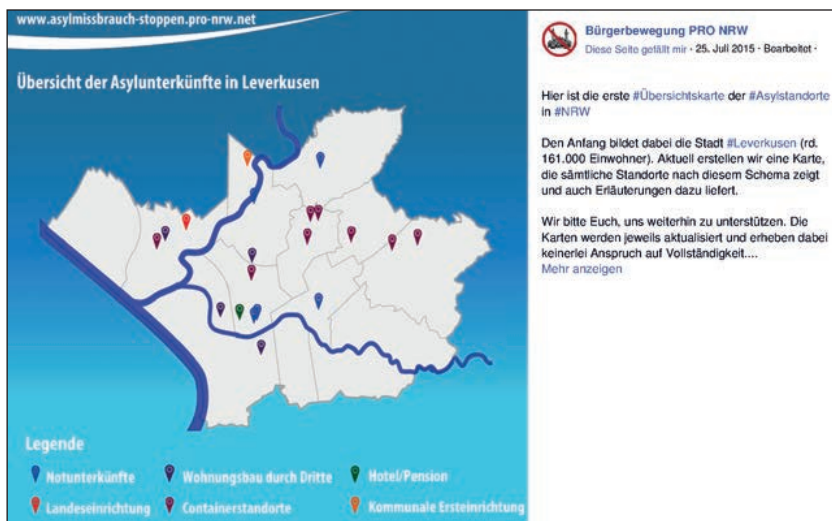 www.asylmissbrauch-stoppen.pro-nrw.net
Übersicht der Asylunterkünfte in Leverkusen
Legende
Notunterkünfte
Wohnungsbau durch Dritte
Hotel/Pension
Landeseinrichtung
Containerstandorte
Kommunale Ersteinrichtung
Bürgerbewegung PRO NRW
Diese Seite gefällt mir · 25. Juli 2015 · Bearbeitet ·
Hier ist die erste #Übersichtskarte der #Asylstandorte
in #NRW
Den Anfang bildet dabei die Stadt #Leverkusen (rd.
161.000 Einwohner). Aktuell erstellen wir eine Karte,
die sämtliche Standorte nach diesem Schema zeigt
und auch Erläuterungen dazu liefert.
Wir bitte Euch, uns weiterhin zu unterstützen. Die
Karten werden jeweils aktualisiert und erheben dabei
keinerlei Anspruch auf Vollständigkeit....
Mehr anzeigen